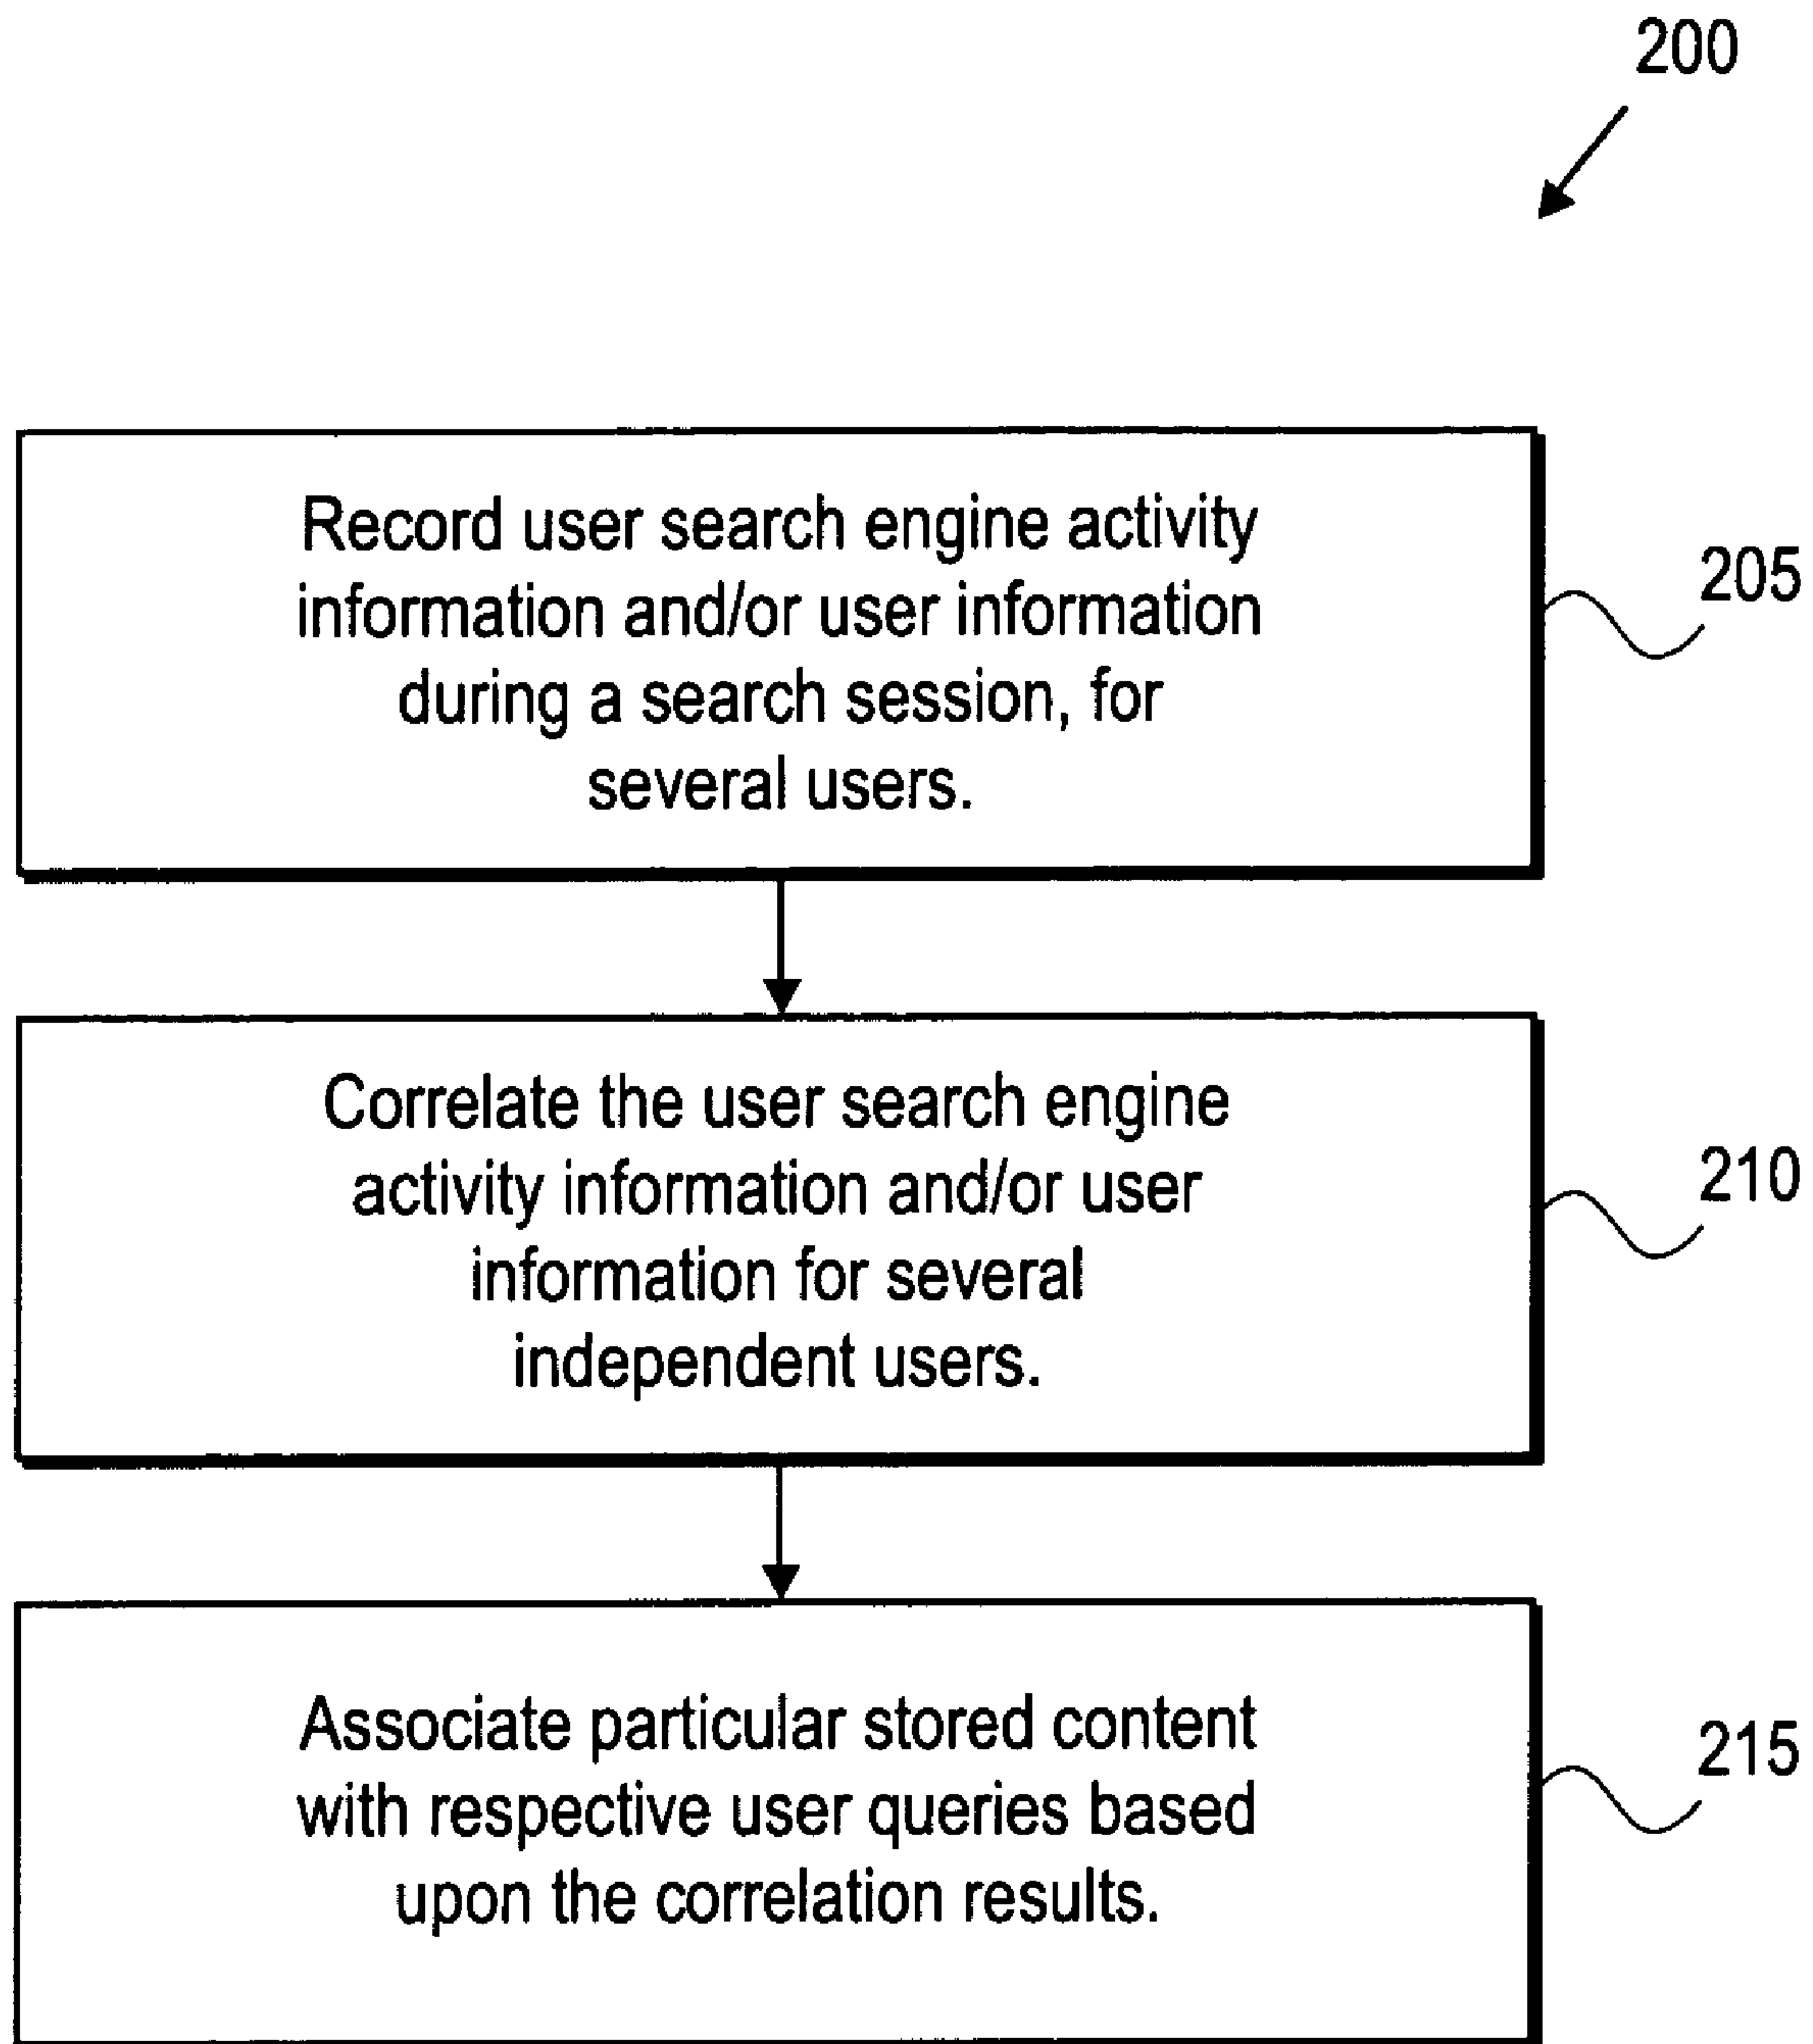 200
Record user search engine activity
information and/or user information
during a search session, for
several users.
205
Correlate the user search engine
activity information and/or user
information for several
independent users.
210
Associate particular stored content
with respective user queries based
upon the correlation results.
215